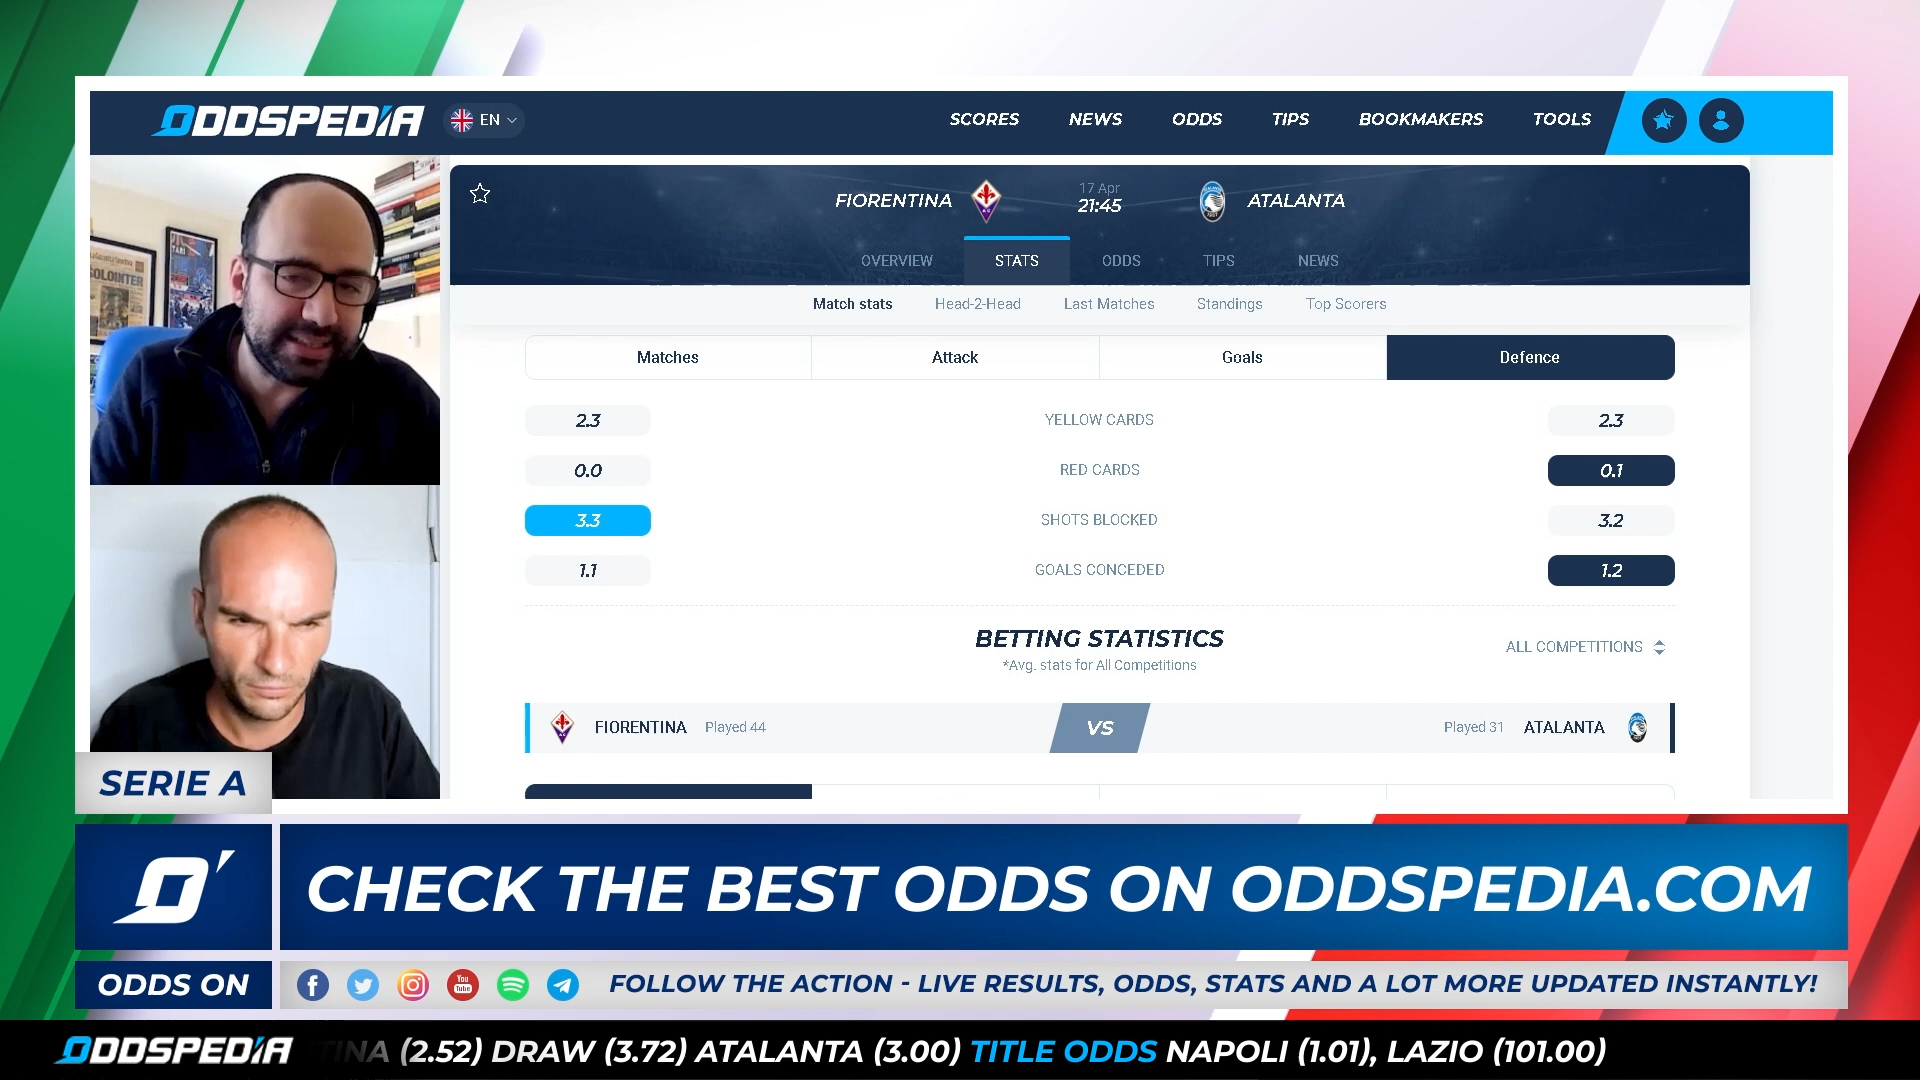 ODDSPEDIA
EN
SCORES NEWS ODDS TIPS BOOKMAKERS TOOLS
FIORENTINA
17 Apr
21:45
ATALANTA
OVERVIEW STATS ODDS TIPS NEWS
Match stats Head-2-Head Last Matches Standings Top Scorers
Matches Attack Goals Defence
2.3 YELLOW CARDS 2.3
0.0 RED CARDS 0.1
3.3 SHOTS BLOCKED 3.2
1.1 GOALS CONCEDED 1.2
BETTING STATISTICS
*Avg. stats for All Competitions
ALL COMPETITIONS
FIORENTINA Played 44 VS Played 31 ATALANTA
SERIE A
CHECK THE BEST ODDS ON ODDSPEDIA.COM
ODDS ON
FOLLOW THE ACTION - LIVE RESULTS, ODDS, STATS AND A LOT MORE UPDATED INSTANTLY!
ODDSPEDIA
TINA (2.52) DRAW (3.72) ATALANTA (3.00) TITLE ODDS NAPOLI (1.01), LAZIO (101.00)